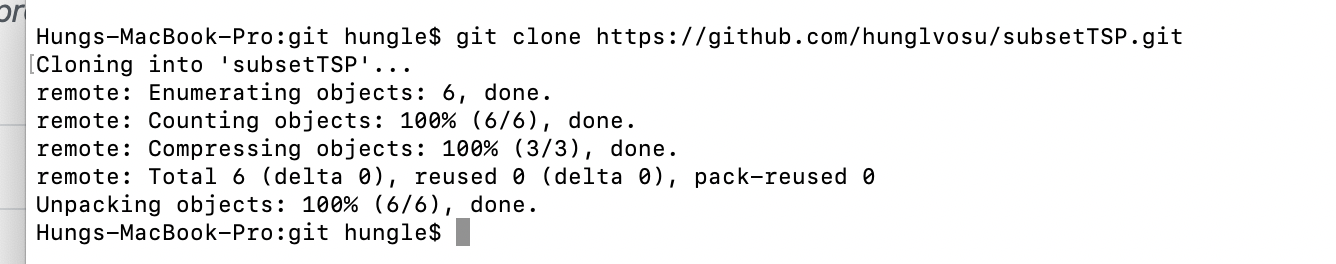 Hungs-MacBook-Pro:git hungle$ git clone https://github.com/hunglvosu/subsetTSP.git
[Cloning into 'subsetTSP'...
remote: Enumerating objects: 6, done.
remote: Counting objects: 100% (6/6), done.
remote: Compressing objects: 100% (3/3), done.
remote: Total 6 (delta 0), reused 0 (delta 0), pack-reused 0
Unpacking objects: 100% (6/6), done.
Hungs-MacBook-Pro:git hungle$